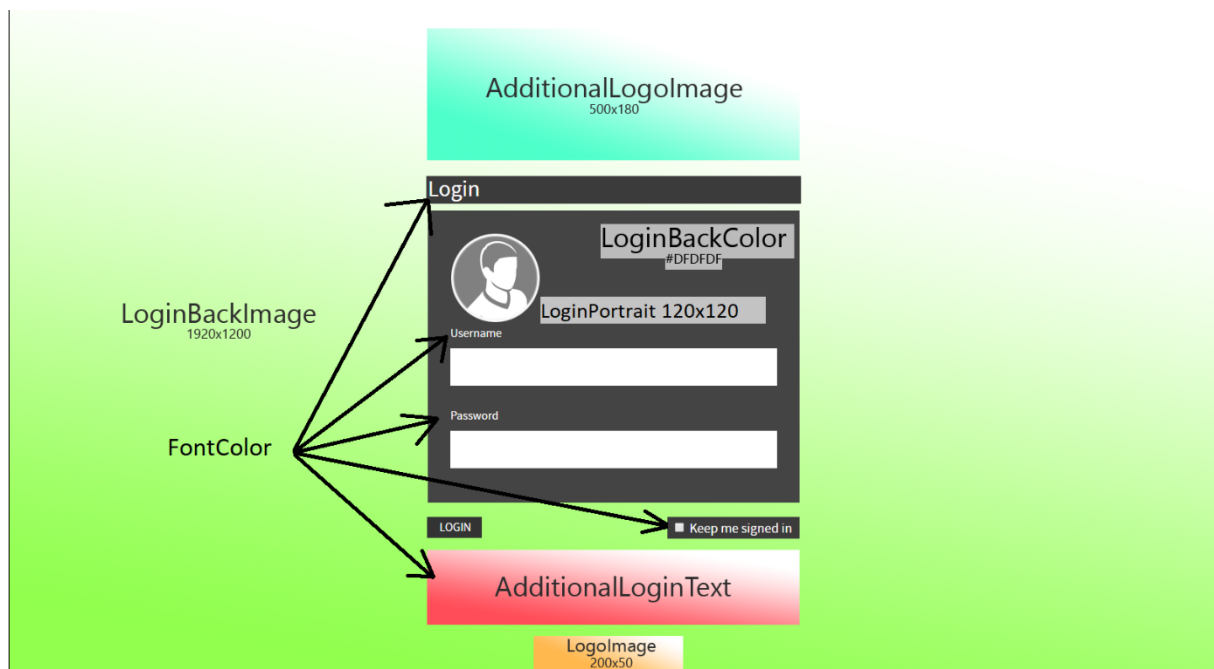 AdditionalLogoImage
500x180
Login
LoginBackColor
#DFDFDF
LoginBackImage
1920x1200
LoginPortrait 120x120
Username
Password
FontColor
LOGIN
Keep me signed in
AdditionalLoginText
LogoImage
200x50